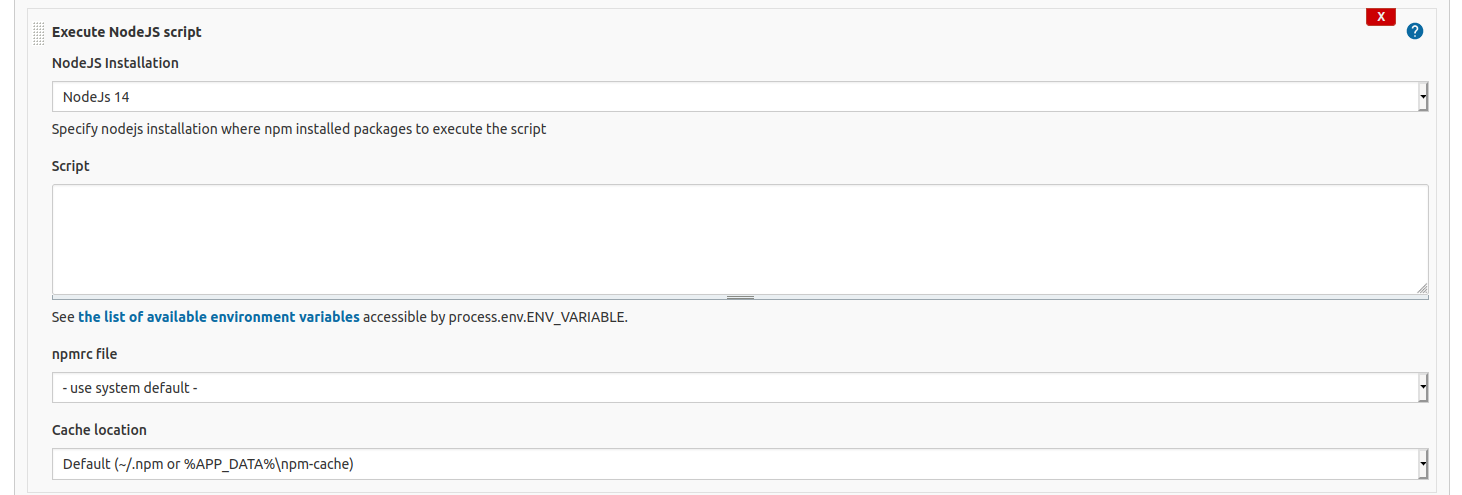 X
Execute NodeJS script
?
NodeJS Installation
NodeJs 14
Specify nodejs installation where npm installed packages to execute the script
Script
See the list of available environment variables accessible by process.env.ENV_VARIABLE.
npmrc file
- use system default -
Cache location
Default (~/.npm or %APP_DATA%\npm-cache)